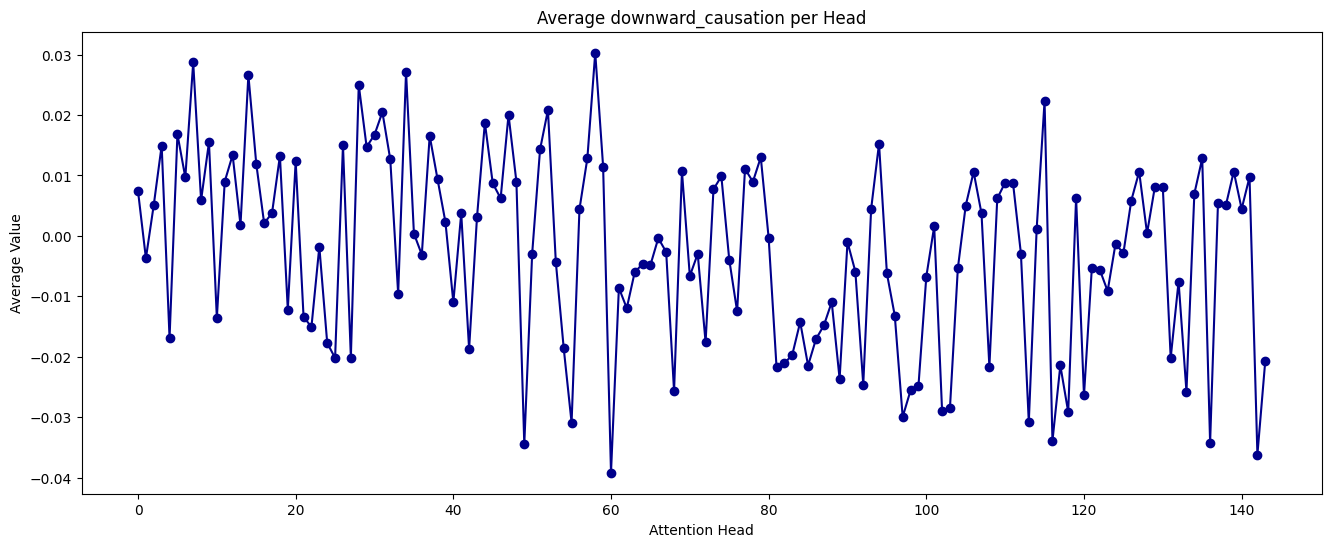 Average downward_causation per Head
0.03
0.02
0.01
0.00
−0.01
−0.02
−0.03
−0.04
Average Value
0 20 40 60 80 100 120 140
Attention Head